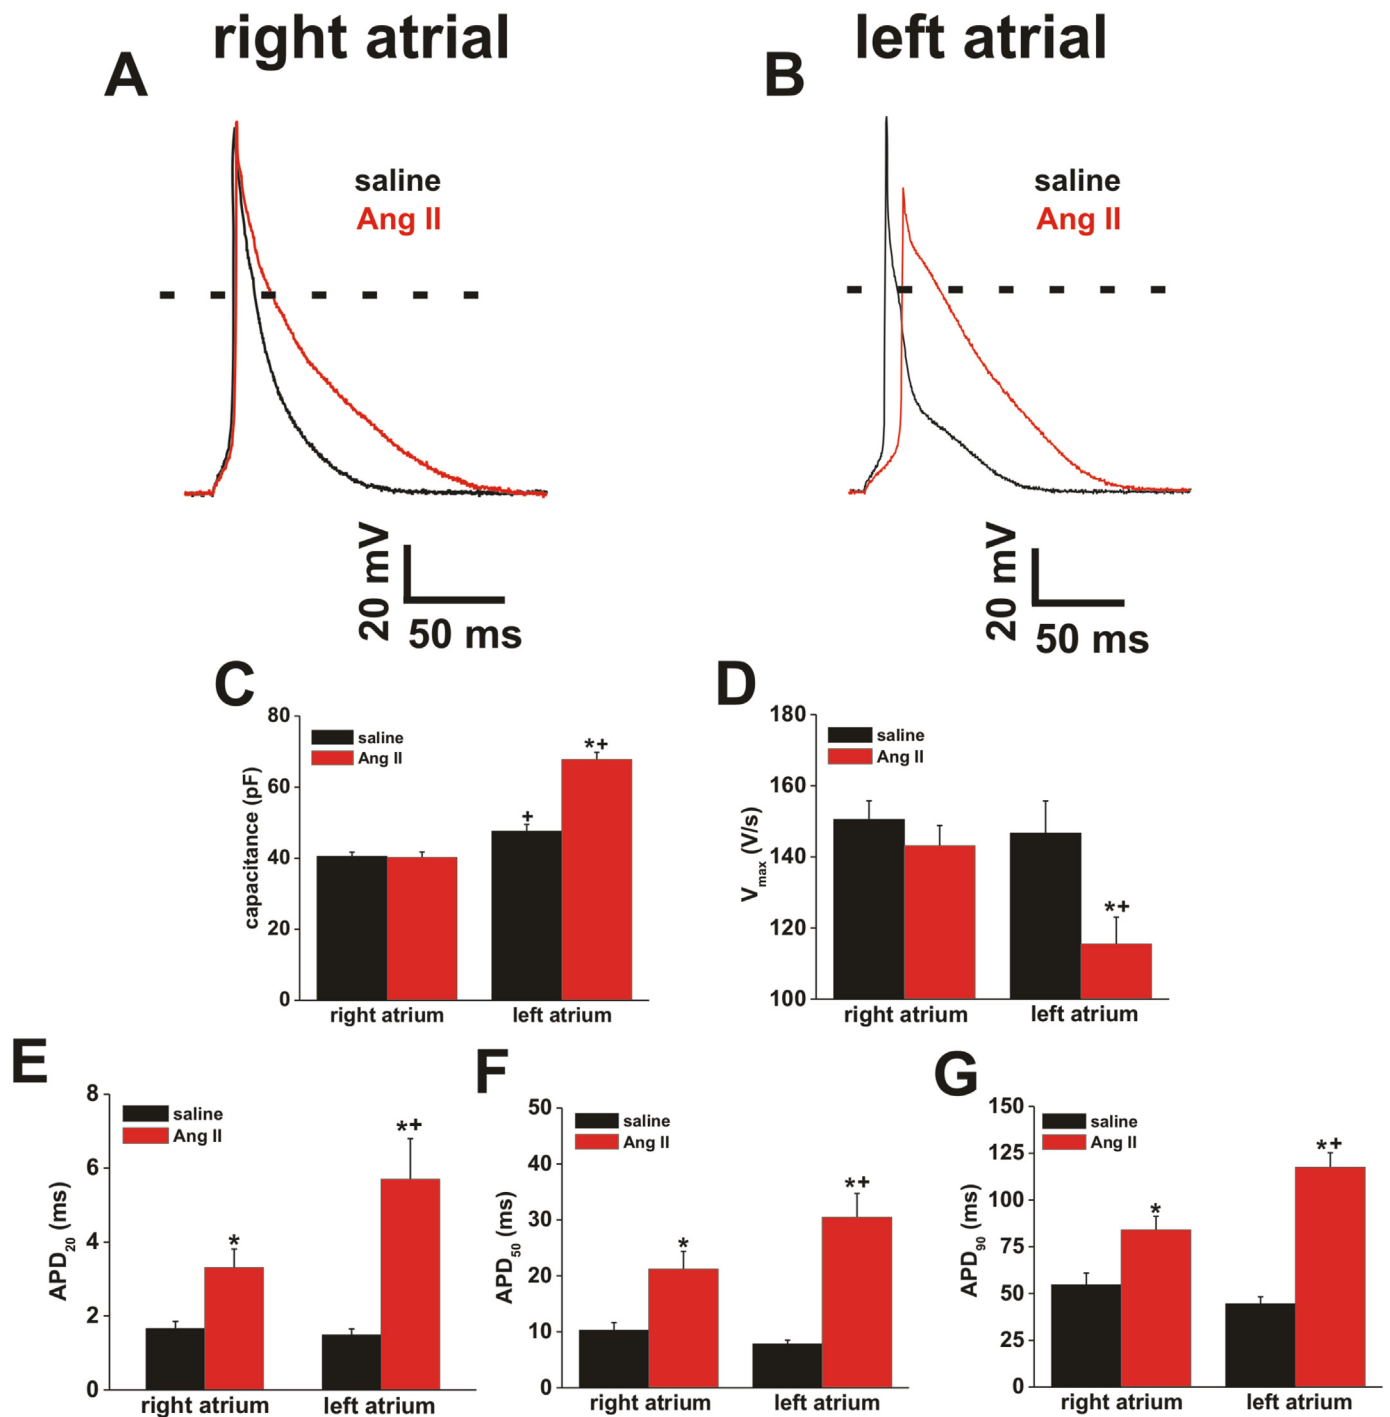 right atrial
left atrial
A
B
saline
Ang II
saline
Ang II
20 mV
50 ms
20 mV
50 ms
C
80
60
40
20
0
capacitance (pF)
saline
Ang II
+
*+
right atrium
left atrium
D
180
160
140
120
100
Vmax (V/s)
saline
Ang II
*+
right atrium
left atrium
E
8
6
4
2
0
APD20 (ms)
saline
Ang II
*
*+
right atrium
left atrium
F
50
40
30
20
10
0
APD50 (ms)
saline
Ang II
*
*+
right atrium
left atrium
G
150
125
100
75
50
25
0
APD90 (ms)
saline
Ang II
*
*+
right atrium
left atrium